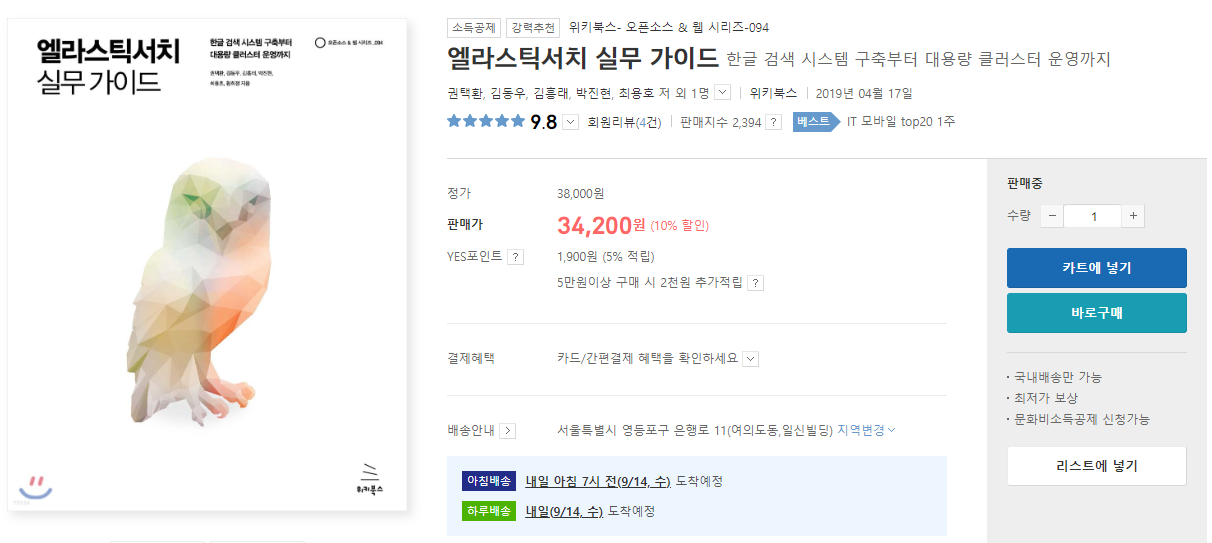 엘라스틱서치
실무 가이드
한글 검색 시스템 구축부터
대용량 클러스터 운영까지
권택환, 김동우, 김흥래, 박진현,
최용호, 황희정 지음
오픈소스 & 웹 시리즈_094
위키북스
소득공제 강력추천 위키북스- 오픈소스 & 웹 시리즈-094
엘라스틱서치 실무 가이드 한글 검색 시스템 구축부터 대용량 클러스터 운영까지
권택환, 김동우, 김흥래, 박진현, 최용호 저 외 1명 | 위키북스 | 2019년 04월 17일
9.8 회원리뷰(4건) | 판매지수 2,394 ? 베스트 IT 모바일 top20 1주
정가 38,000원
판매가 34,200원 (10% 할인)
YES포인트 ? 1,900원 (5% 적립)
5만원이상 구매 시 2천원 추가적립 ?
결제혜택 카드/간편결제 혜택을 확인하세요
배송안내 서울특별시 영등포구 은행로 11(여의도동,일신빌딩) 지역변경
아침배송 내일 아침 7시 전(9/14, 수) 도착예정
하루배송 내일(9/14, 수) 도착예정
판매중
수량 − 1 +
카트에 넣기
바로구매
· 국내배송만 가능
· 최저가 보상
· 문화비소득공제 신청가능
리스트에 넣기